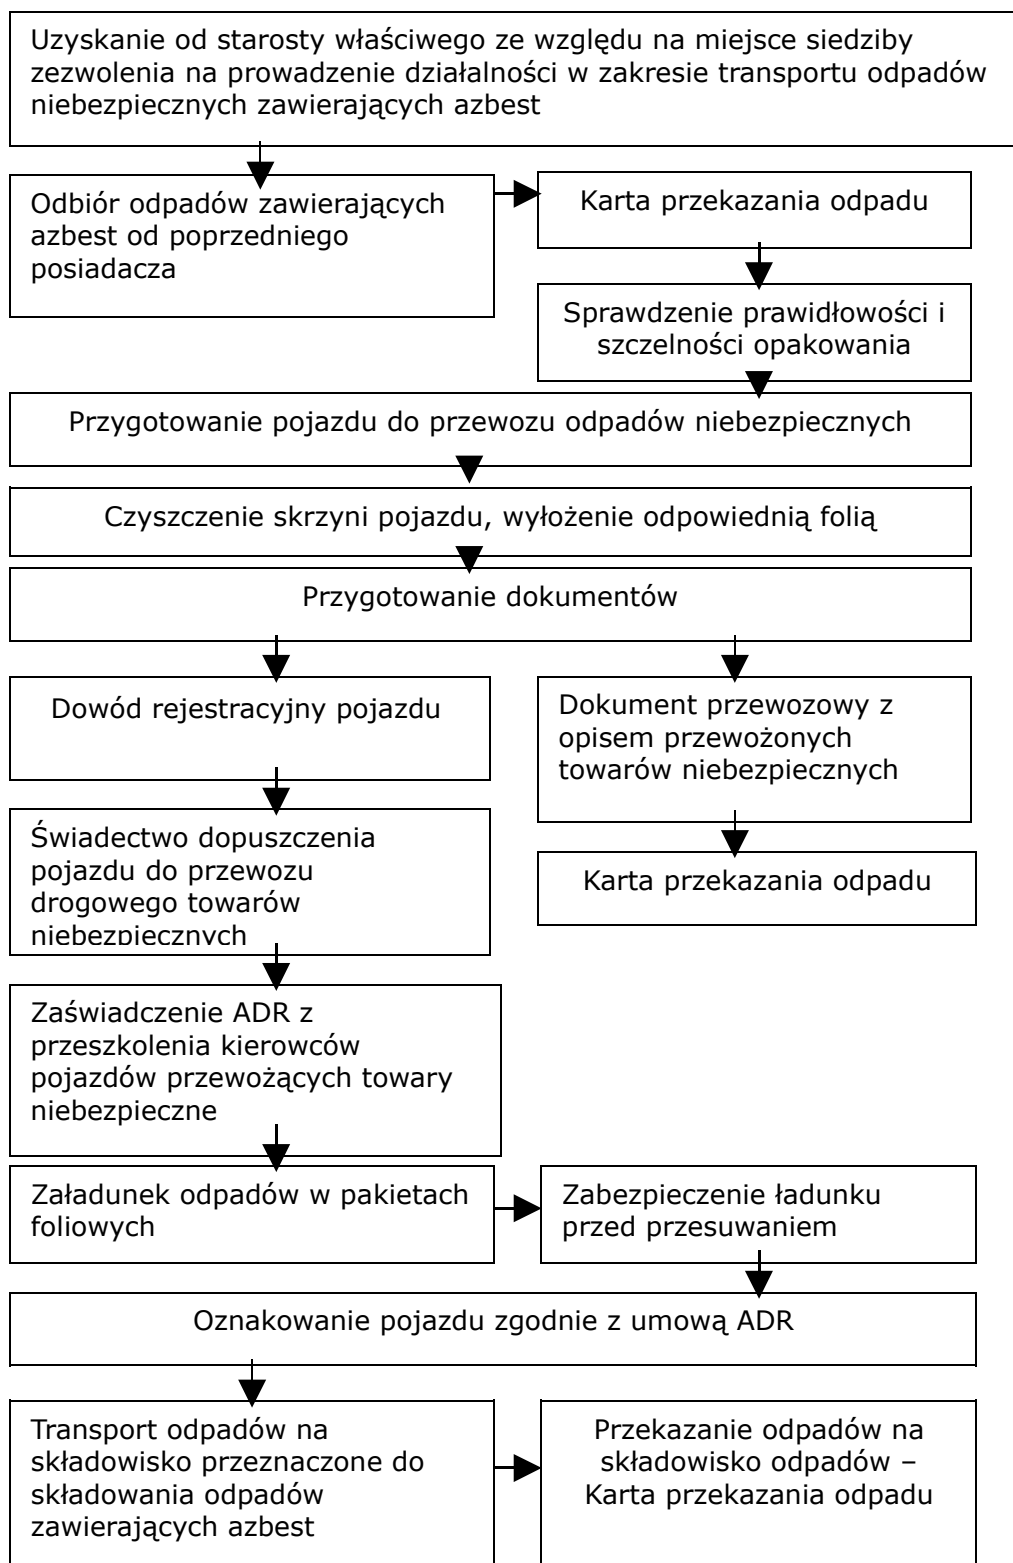 Uzyskanie od starosty właściwego ze względu na miejsce siedziby
zezwolenia na prowadzenie działalności w zakresie transportu odpadów
niebezpiecznych zawierających azbest
Odbiór odpadów zawierających
azbest od poprzedniego
posiadacza
Karta przekazania odpadu
Sprawdzenie prawidłowości i
szczelności opakowania
Przygotowanie pojazdu do przewozu odpadów niebezpiecznych
Czyszczenie skrzyni pojazdu, wyłożenie odpowiednią folią
Przygotowanie dokumentów
Dowód rejestracyjny pojazdu
Dokument przewozowy z
opisem przewożonych
towarów niebezpiecznych
Świadectwo dopuszczenia
pojazdu do przewozu
drogowego towarów
niebezpiecznych
Karta przekazania odpadu
Zaświadczenie ADR z
przeszkolenia kierowców
pojazdów przewożących towary
niebezpieczne
Załadunek odpadów w pakietach
foliowych
Zabezpieczenie ładunku
przed przesuwaniem
Oznakowanie pojazdu zgodnie z umową ADR
Transport odpadów na
składowisko przeznaczone do
składowania odpadów
zawierających azbest
Przekazanie odpadów na
składowisko odpadów –
Karta przekazania odpadu